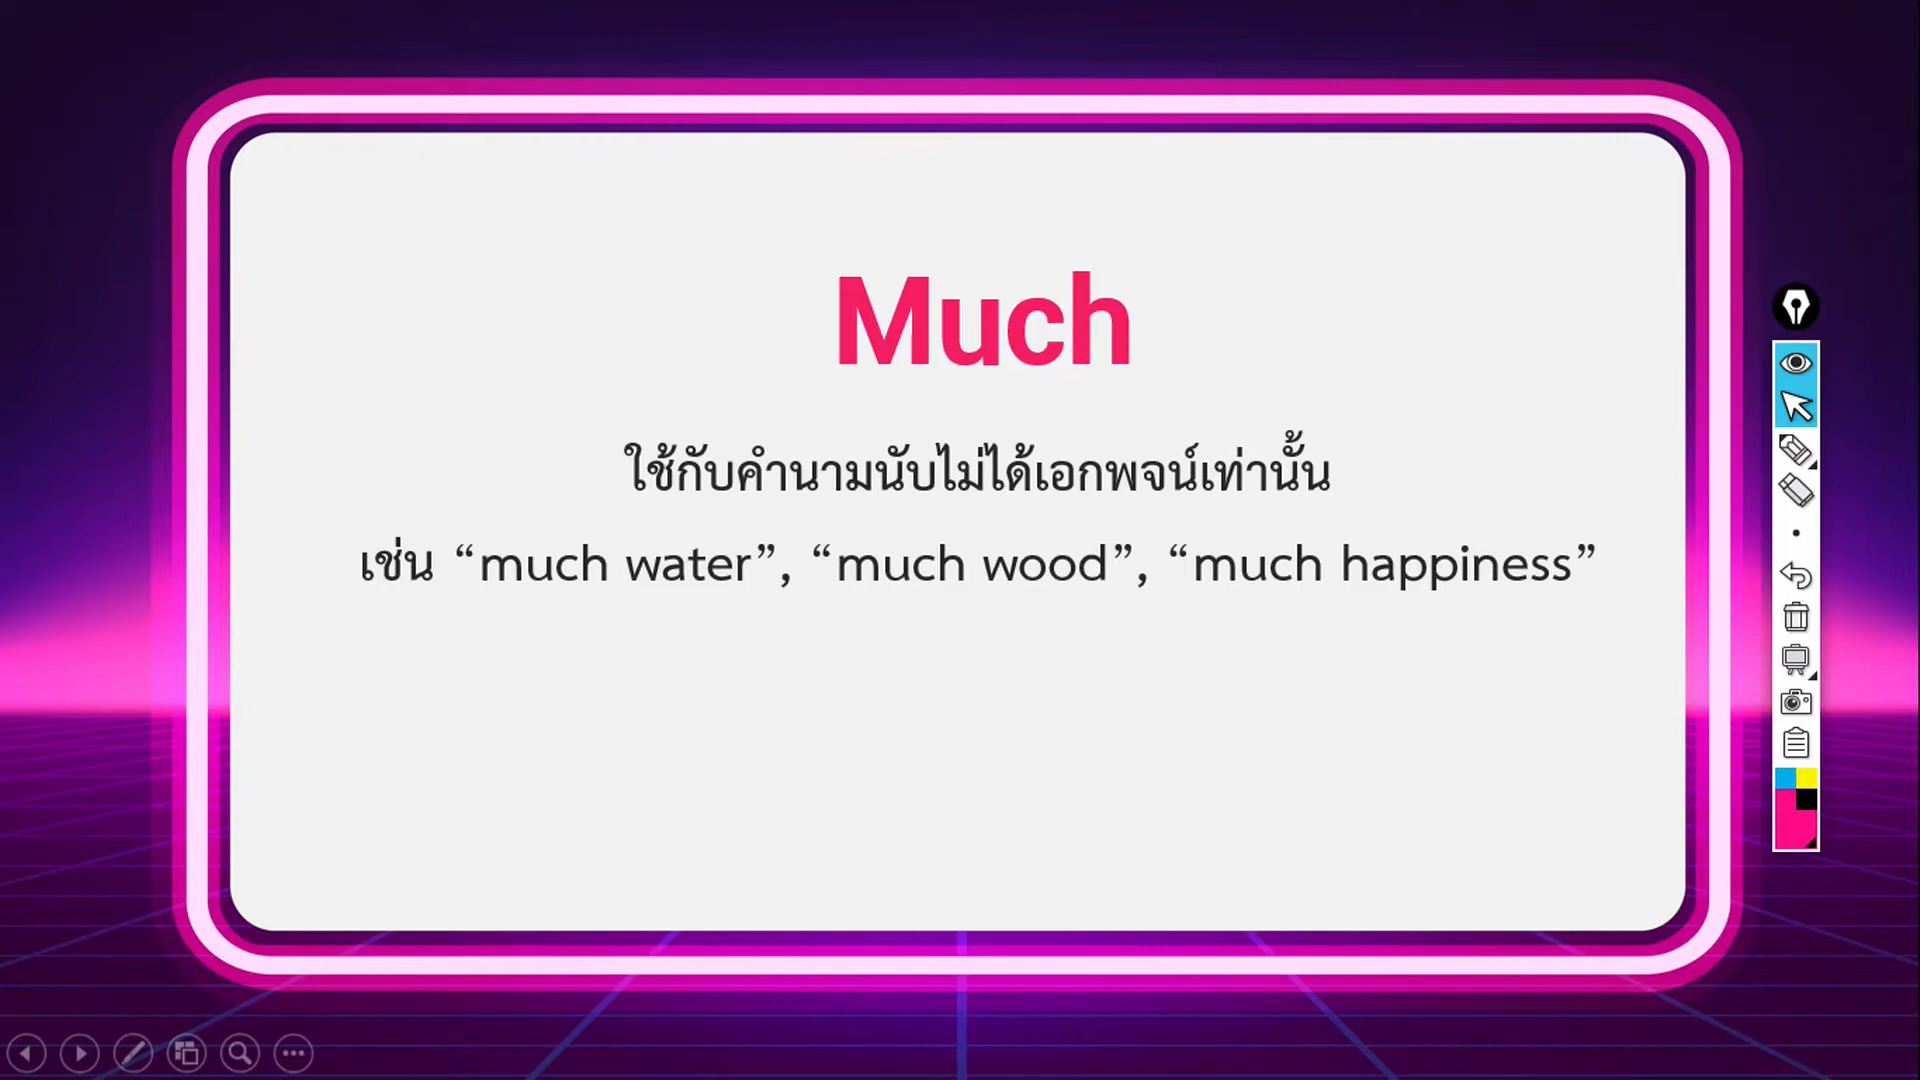 Much
ใช้กับคำนามนับไม่ได้เอกพจน์เท่านั้น
เช่น “much water”, “much wood”, “much happiness”